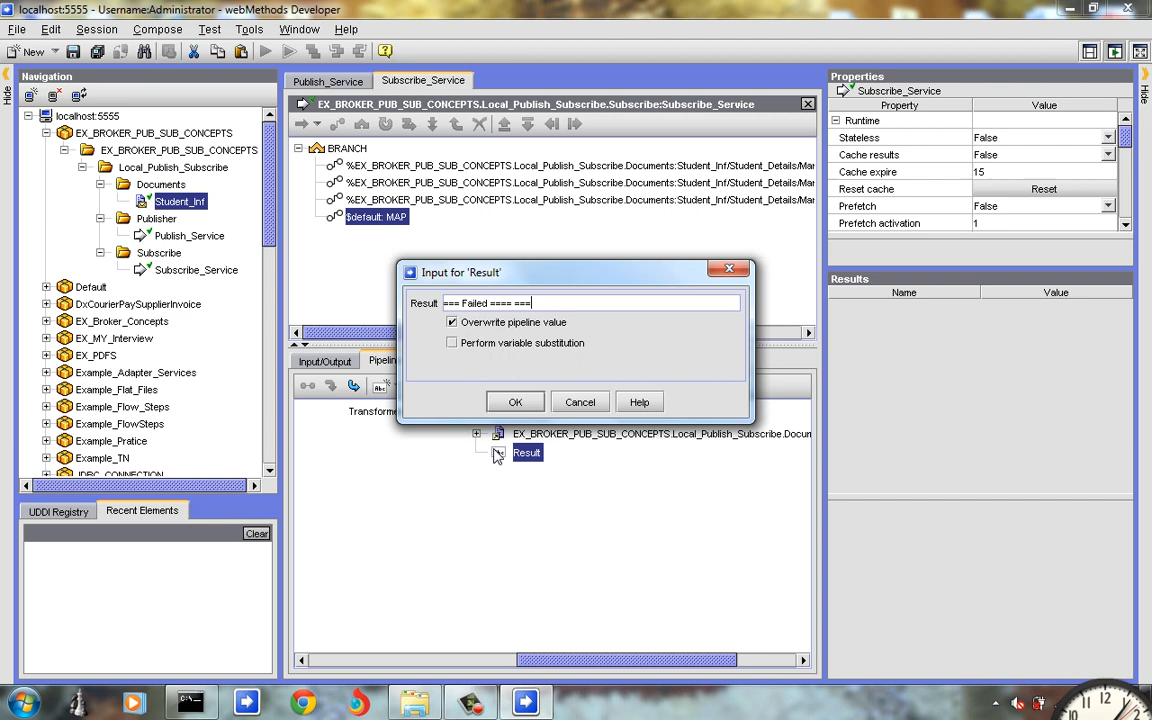 localhost:5555 - Username:Administrator - webMethods Developer
File Edit Session Compose Test Tools Window Help
New
Navigation
Hide
localhost:5555
EX_BROKER_PUB_SUB_CONCEPTS
EX_BROKER_PUB_SUB_CONCEPTS
Local_Publish_Subscribe
Documents
Student_Inf
Publisher
Publish_Service
Subscribe
Subscribe_Service
Default
DxCourierPaySupplierInvoice
EX_Broker_Concepts
EX_MY_Interview
EX_PDFS
Example_Adapter_Services
Example_Flat_Files
Example_Flow_Steps
Example_FlowSteps
Example_Pratice
Example_TN
JDBC_CONNECTION
UDDI Registry Recent Elements
Clear
Publish_Service Subscribe_Service
EX_BROKER_PUB_SUB_CONCEPTS.Local_Publish_Subscribe.Subscribe:Subscribe_Service
BRANCH
%EX_BROKER_PUB_SUB_CONCEPTS.Local_Publish_Subscribe.Documents:Student_Inf/Student_Details/Mar
%EX_BROKER_PUB_SUB_CONCEPTS.Local_Publish_Subscribe.Documents:Student_Inf/Student_Details/Mar
%EX_BROKER_PUB_SUB_CONCEPTS.Local_Publish_Subscribe.Documents:Student_Inf/Student_Details/Mar
$default: MAP
Input for 'Result'
Result === Failed ==== ===
Overwrite pipeline value
Perform variable substitution
OK Cancel Help
Input/Output Pipelin
Abc
Transforme
EX_BROKER_PUB_SUB_CONCEPTS.Local_Publish_Subscribe.Docum
Result
Properties
Subscribe_Service
Property Value
Runtime
Stateless False
Cache results False
Cache expire 15
Reset cache Reset
Prefetch False
Prefetch activation 1
Results
Name Value
Hide